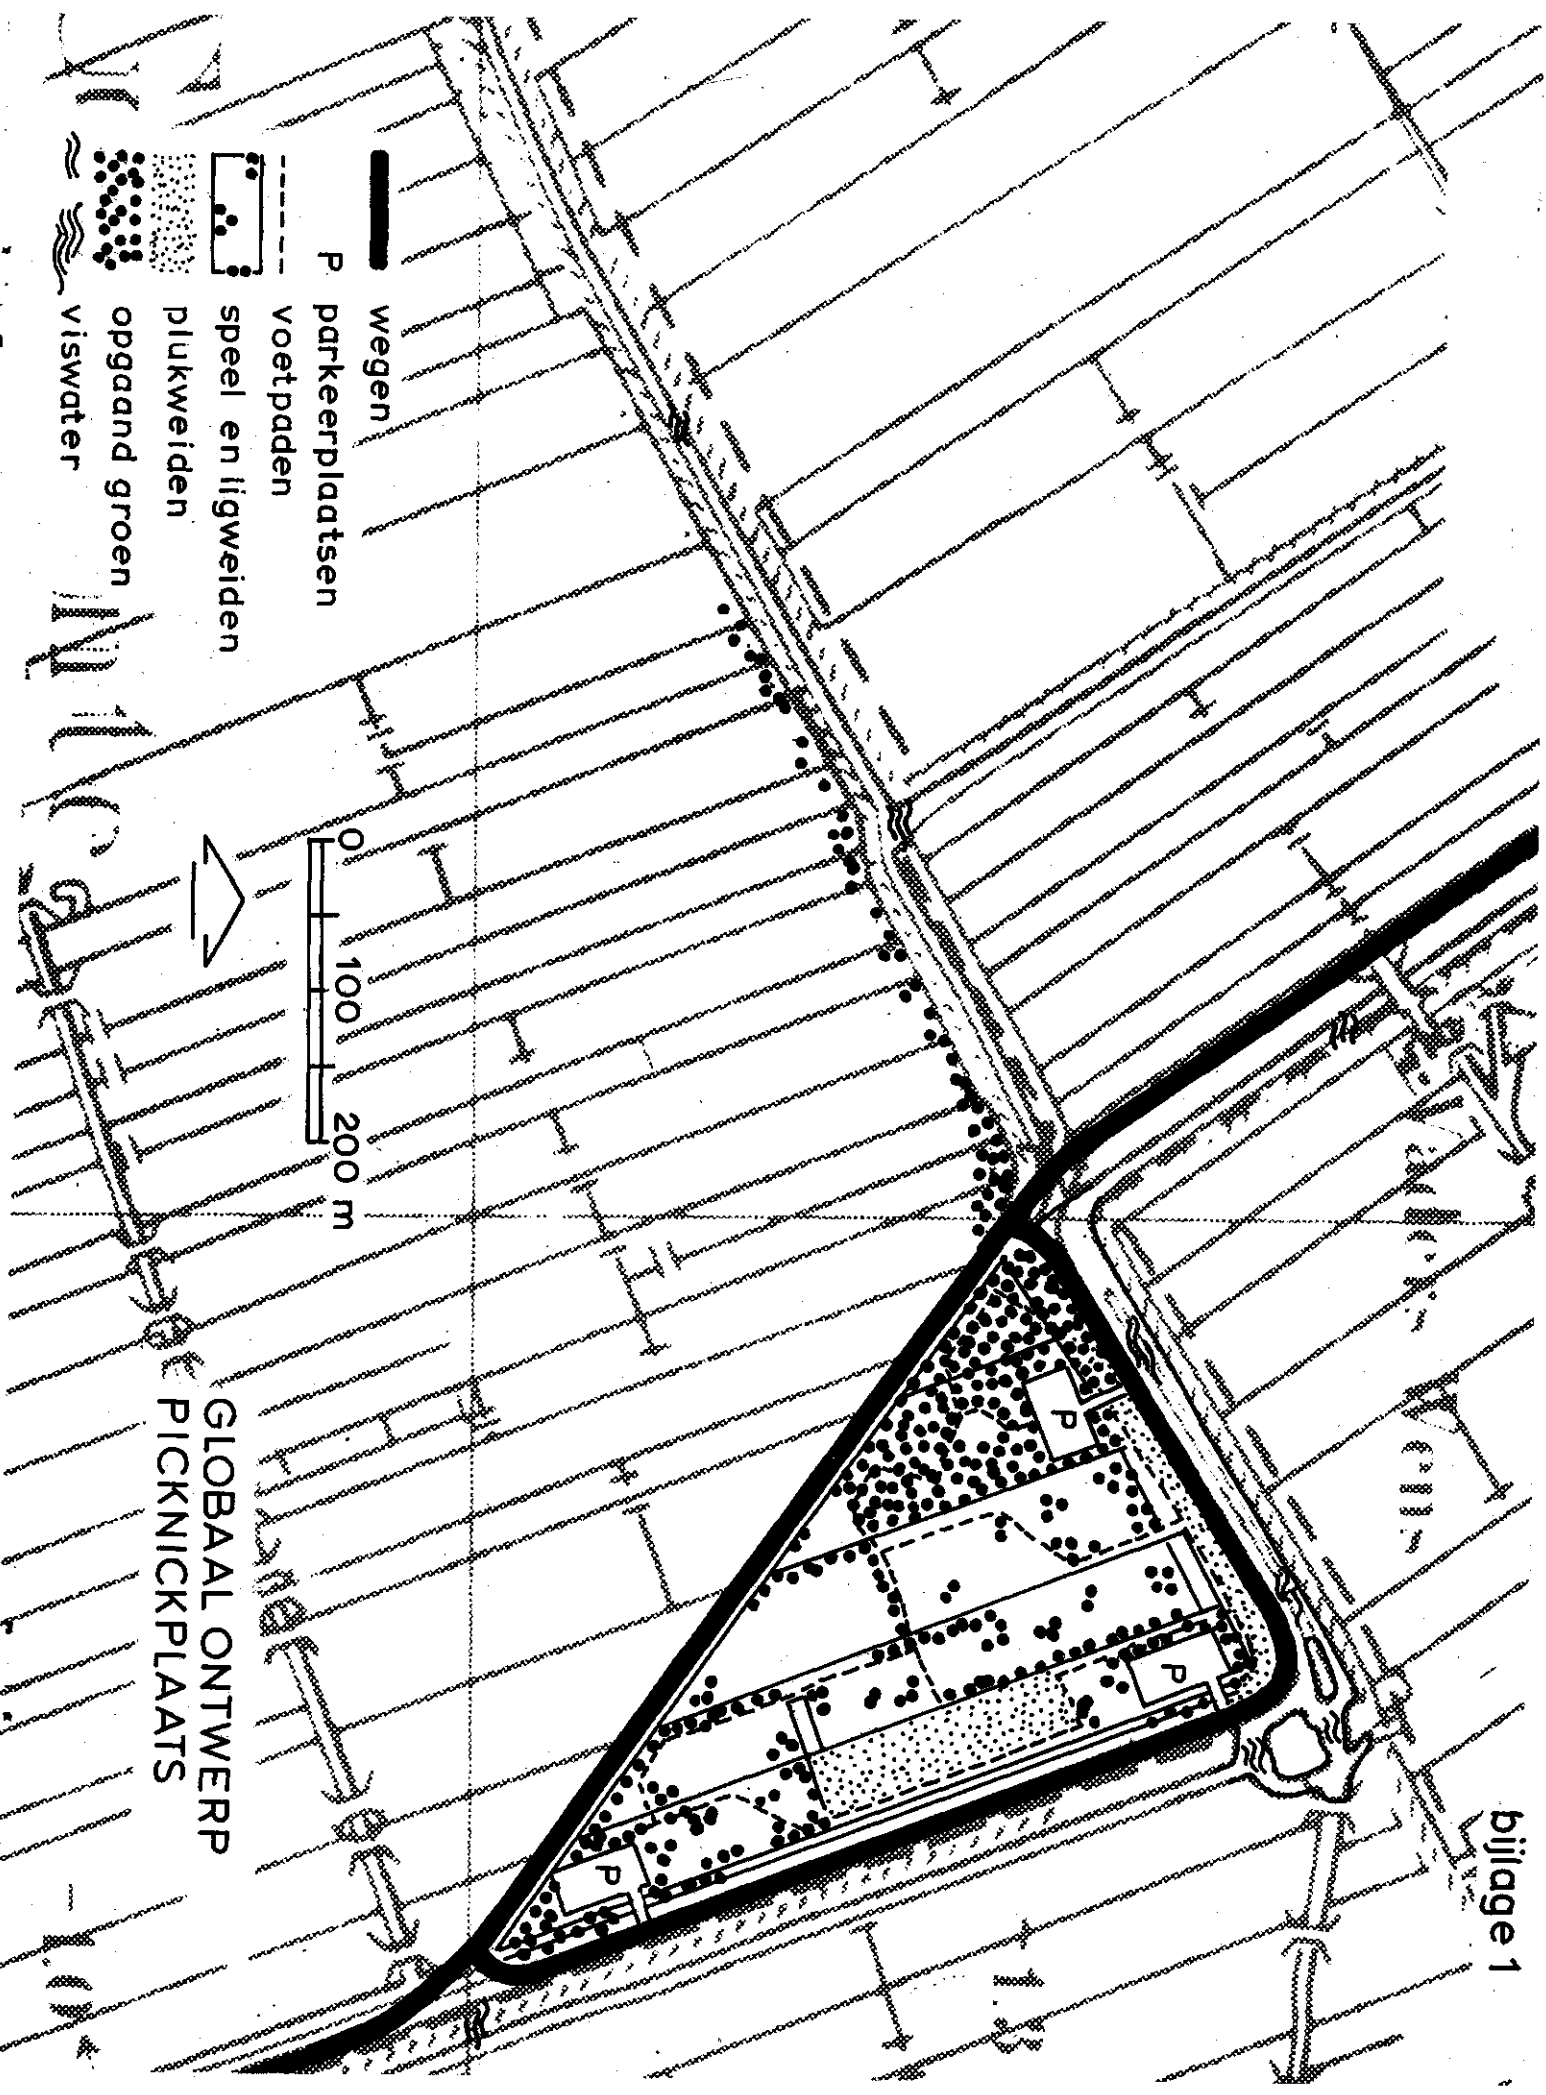 bijlage 1
wegen
P parkeerplaatsen
voetpaden
speel en ligweiden
plukweiden
opgaand groen
viswater
0 100 200 m
GLOBAAL ONTWERP
PICKNICKPLAATS
P
P
P